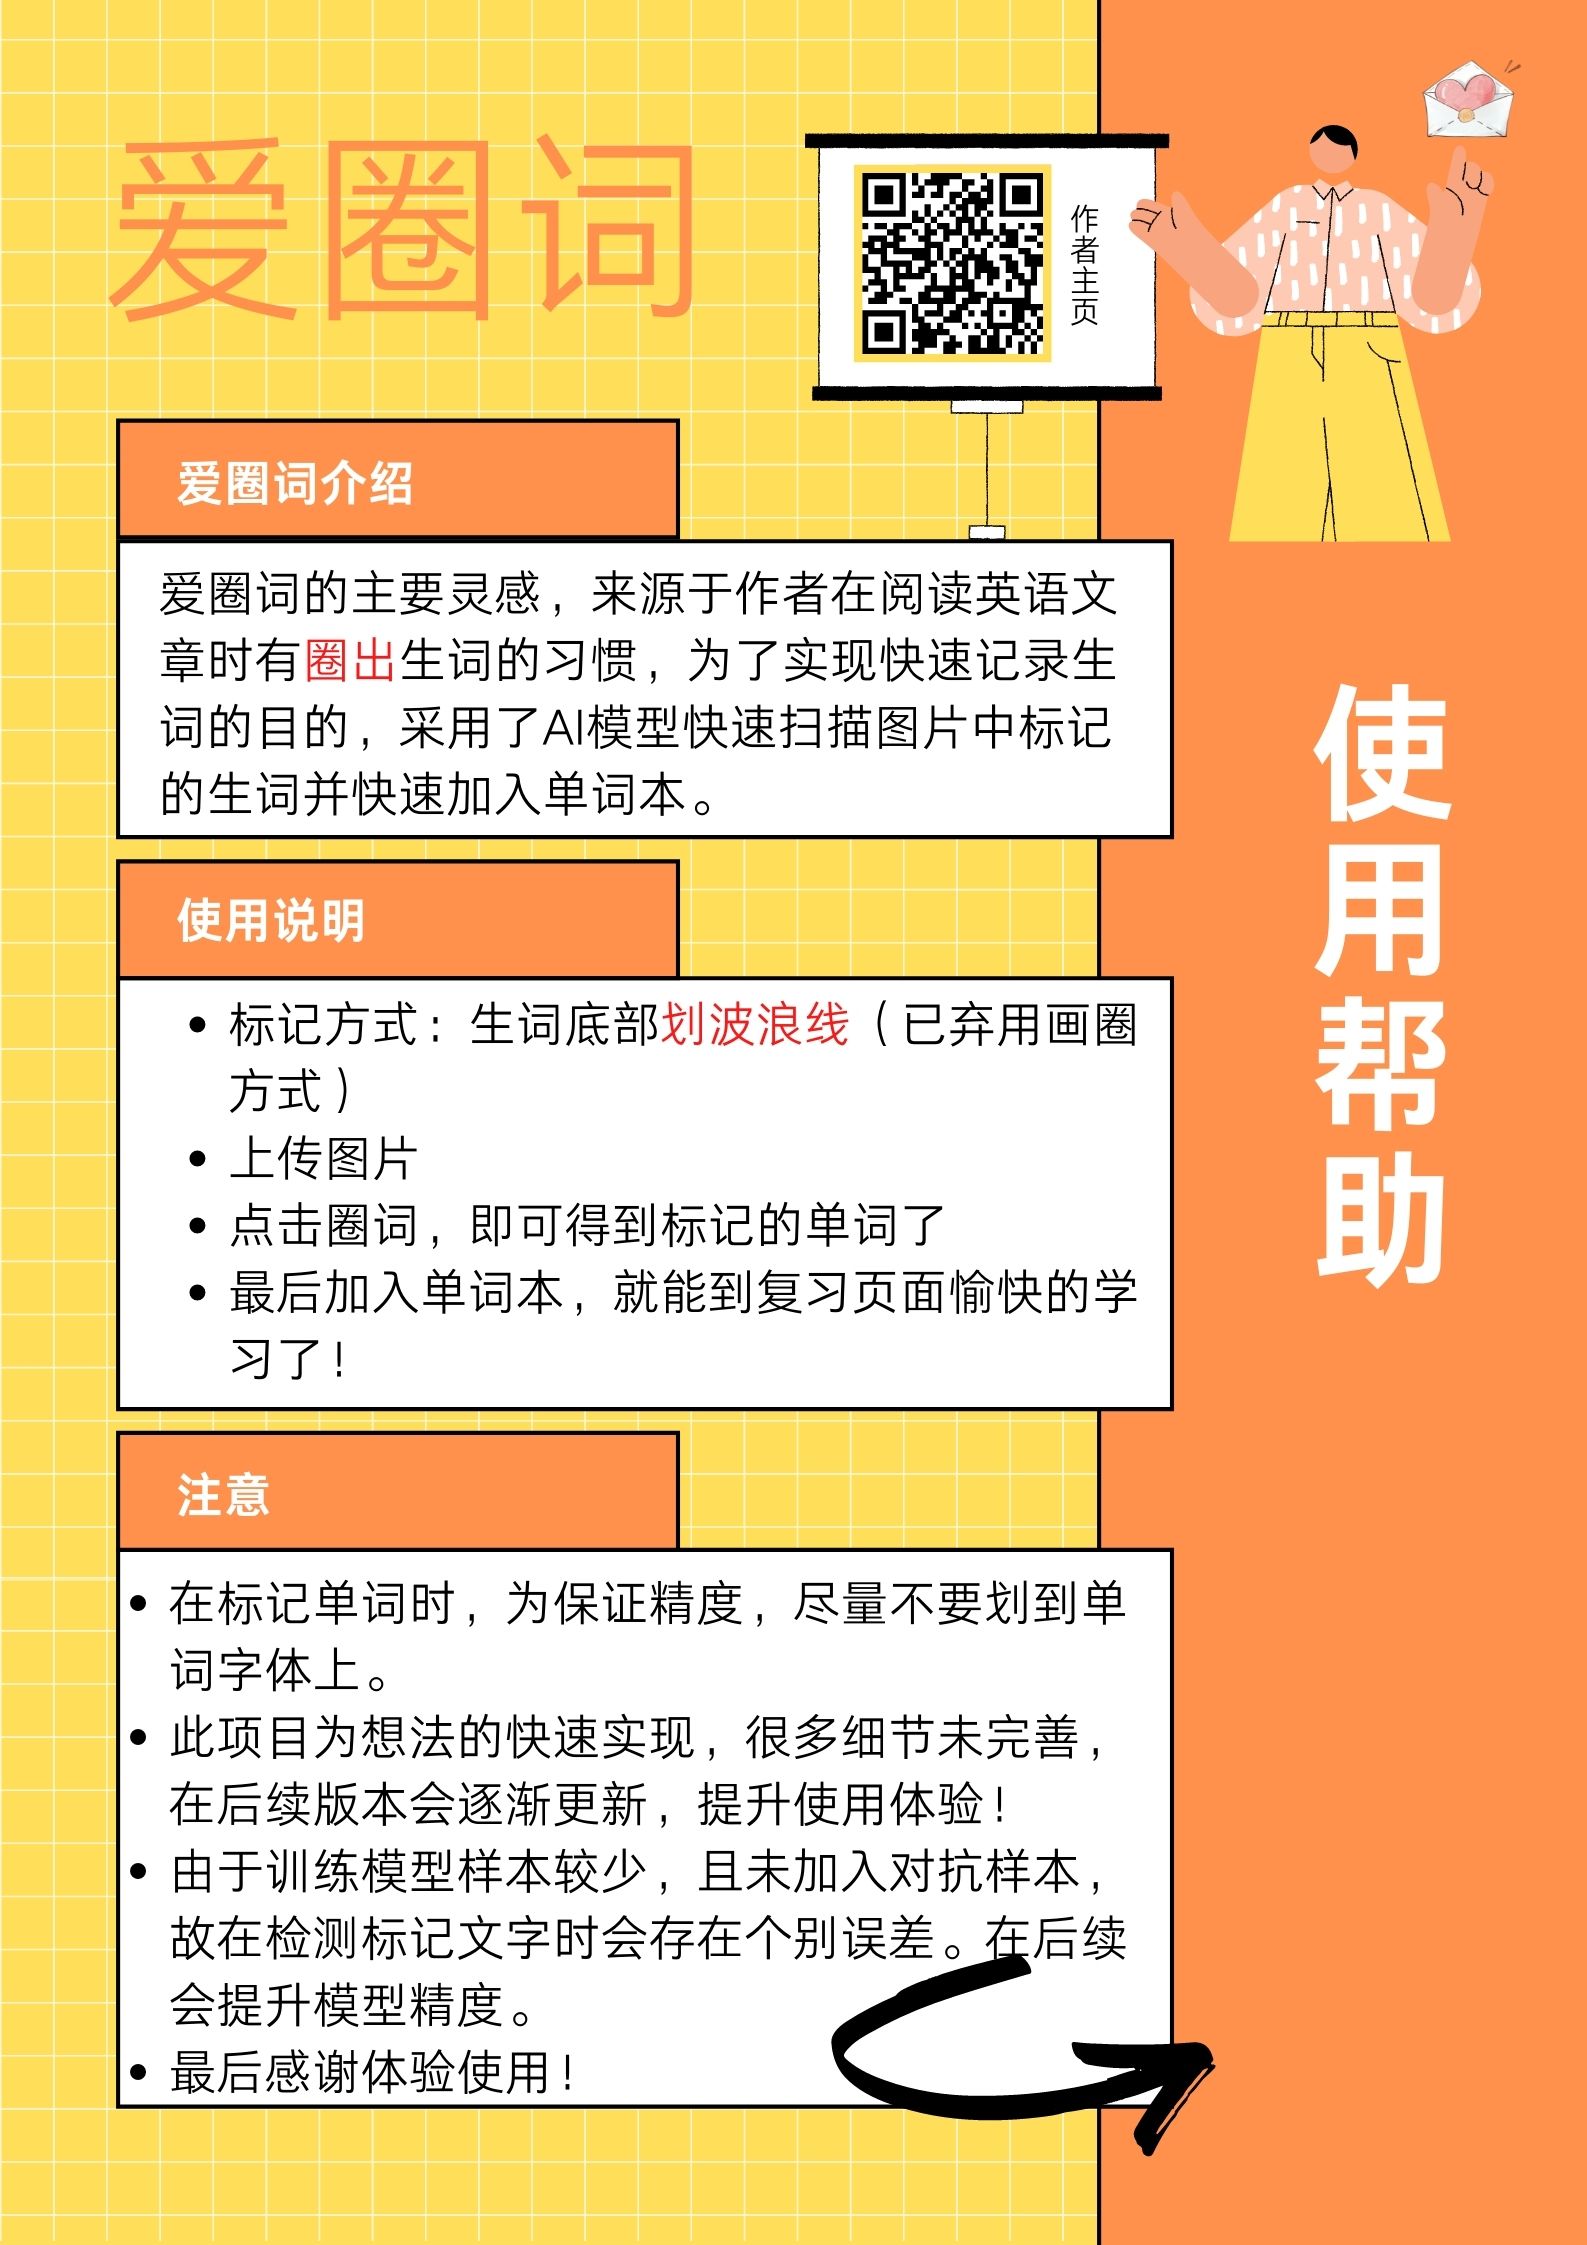 爱圈词
作者主页
爱圈词介绍
爱圈词的主要灵感，来源于作者在阅读英语文
章时有圈出生词的习惯，为了实现快速记录生
词的目的，采用了AI模型快速扫描图片中标记
的生词并快速加入单词本。
使用帮助
使用说明
标记方式：生词底部划波浪线（已弃用画圈
方式）
上传图片
点击圈词，即可得到标记的单词了
最后加入单词本，就能到复习页面愉快的学
习了！
注意
在标记单词时，为保证精度，尽量不要划到单
词字体上。
此项目为想法的快速实现，很多细节未完善，
在后续版本会逐渐更新，提升使用体验！
由于训练模型样本较少，且未加入对抗样本，
故在检测标记文字时会存在个别误差。在后续
会提升模型精度。
最后感谢体验使用！